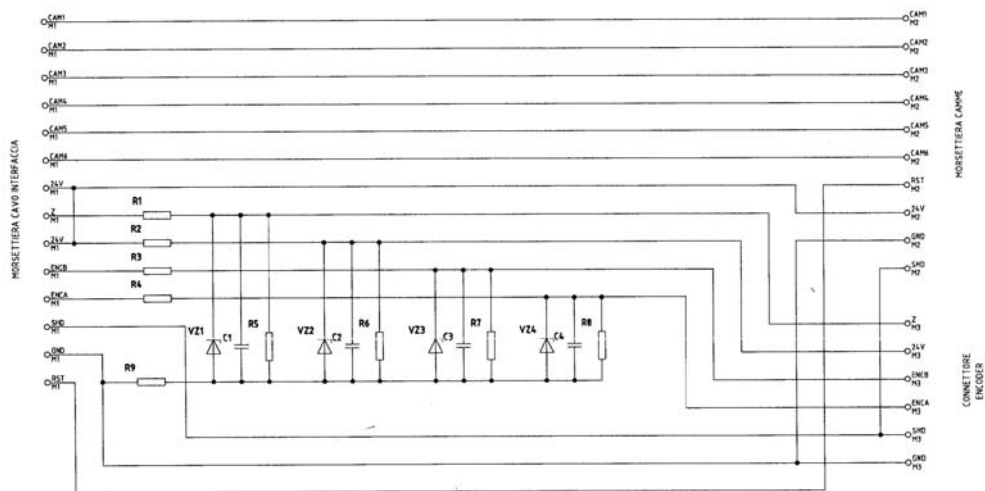 MORSETTIERA CAVO INTERFACCIA
CAM1
M1
CAM2
M1
CAM3
M1
CAM4
M1
CAM5
M1
CAM6
M1
24V
M1
Z
M1
24V
M1
ENCB
M1
ENCA
M3
SHD
M1
GND
M1
RST
M1
R1
R2
R3
R4
R9
VZ1
C1
R5
VZ2
C2
R6
VZ3
C3
R7
VZ4
C4
R8
CAM1
M2
CAM2
M2
CAM3
M2
CAM4
M2
CAM5
M2
CAM6
M2
RST
M2
24V
M2
GND
M2
SHD
M2
Z
M3
24V
M3
ENCB
M3
ENCA
M3
SHD
M3
GND
M3
MORSETTIERA CAMME
CONNETTORE
ENCODER